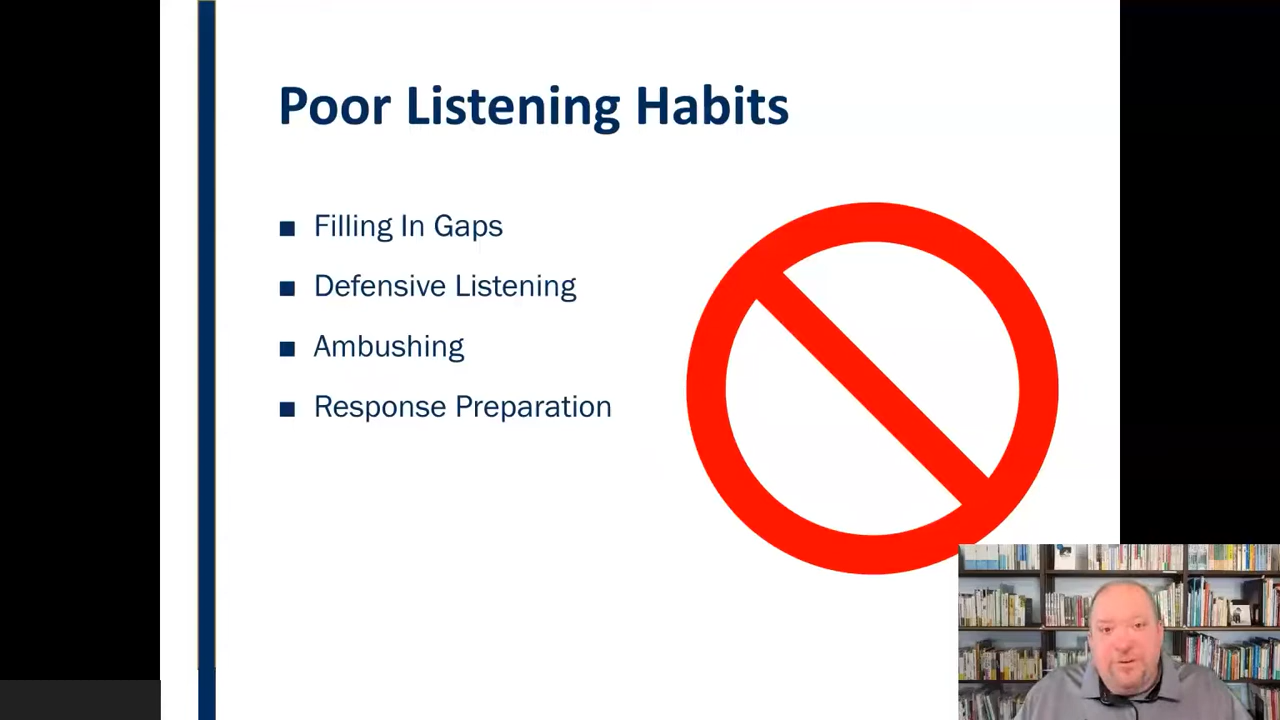 Poor Listening Habits
Filling In Gaps
Defensive Listening
Ambushing
Response Preparation